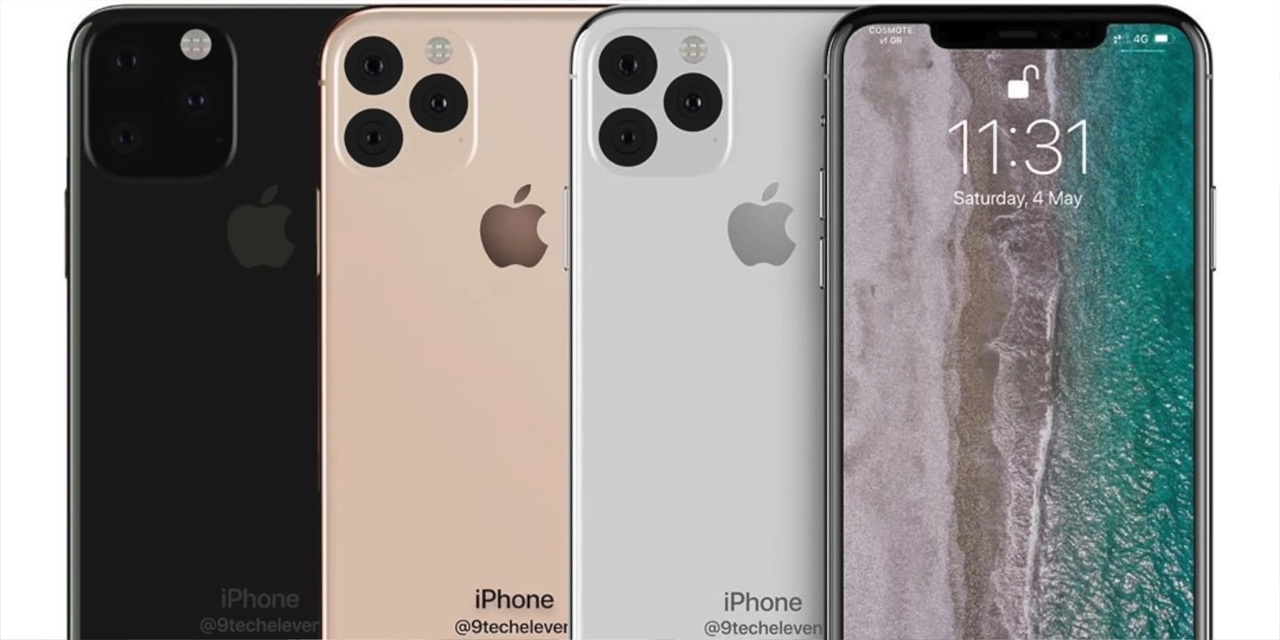 COSMOTE
vf GR
4G
11:31
Saturday, 4 May
iPhone
@9techeleven
iPhone
@9techeleven
iPhone
@9techeleven